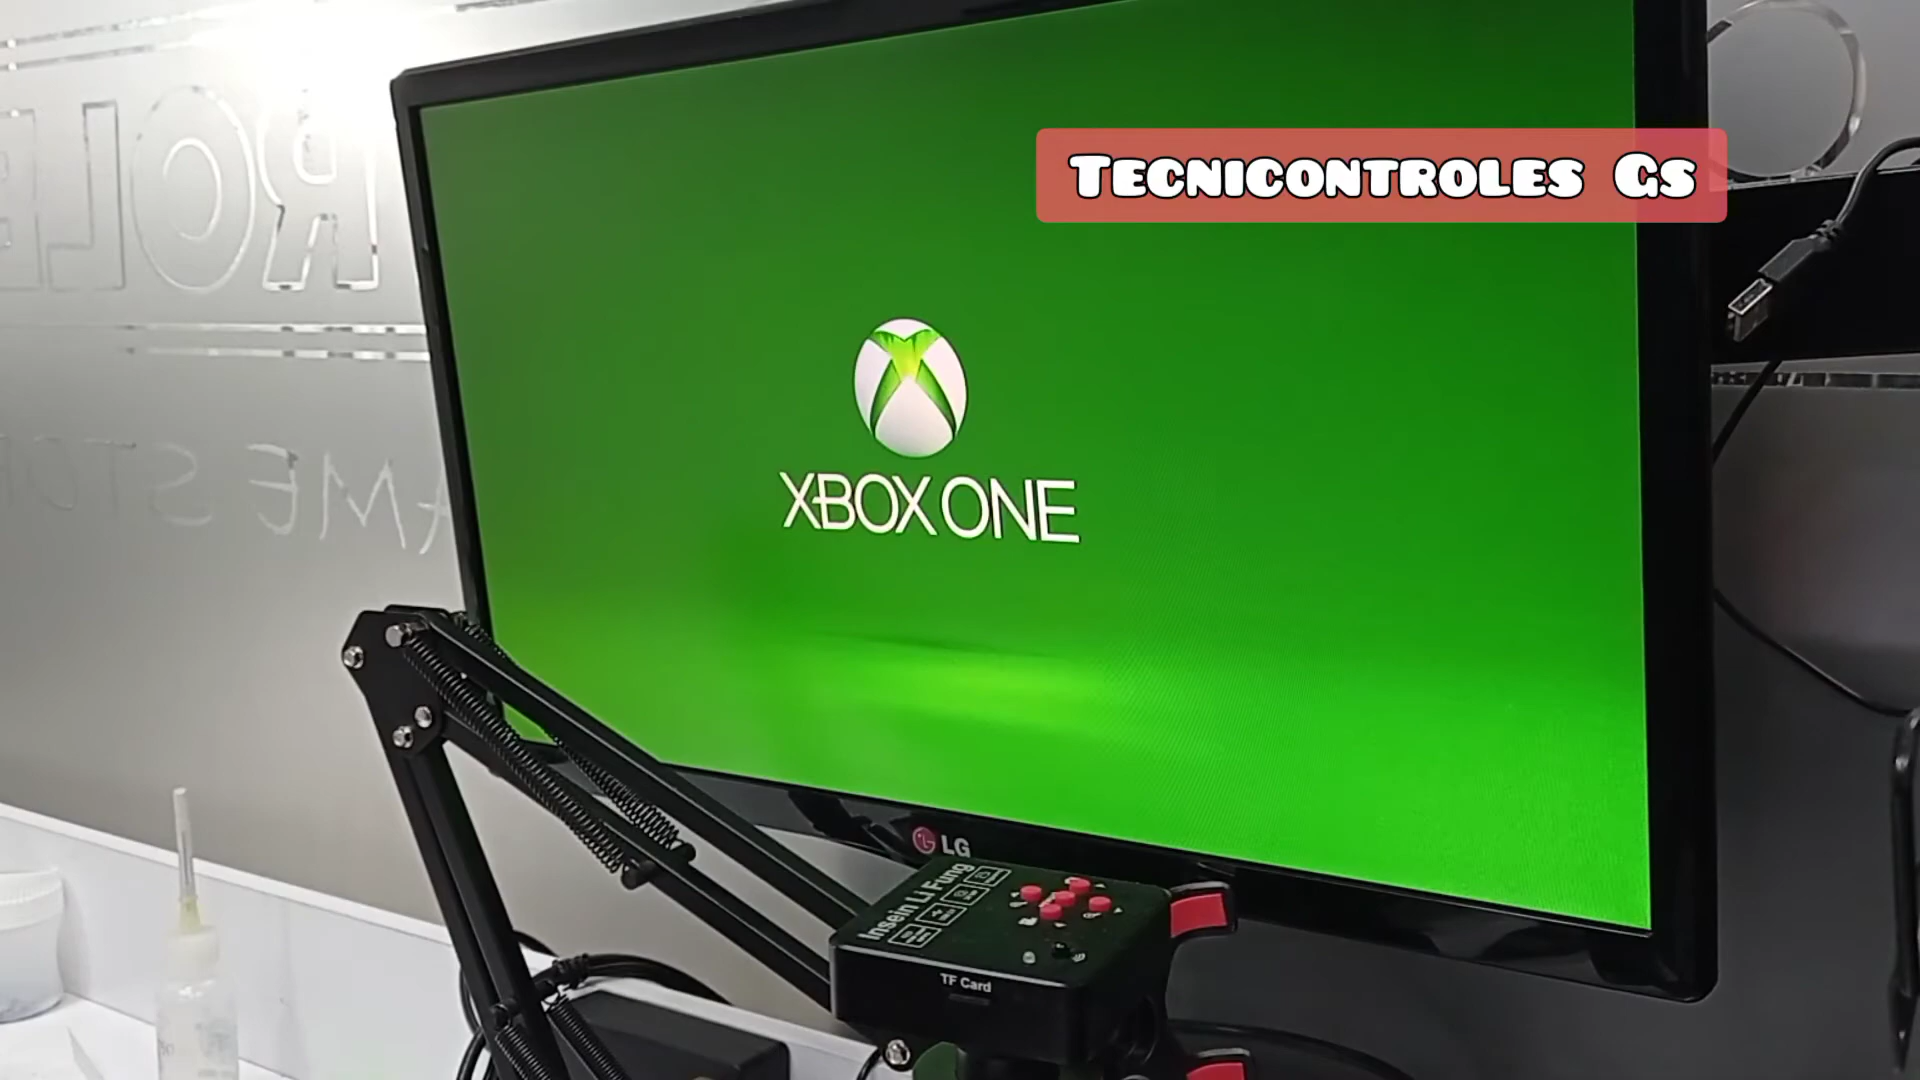 TECNICONTROLES GS
XBOX ONE
LG
Insein Li Fung
TF Card